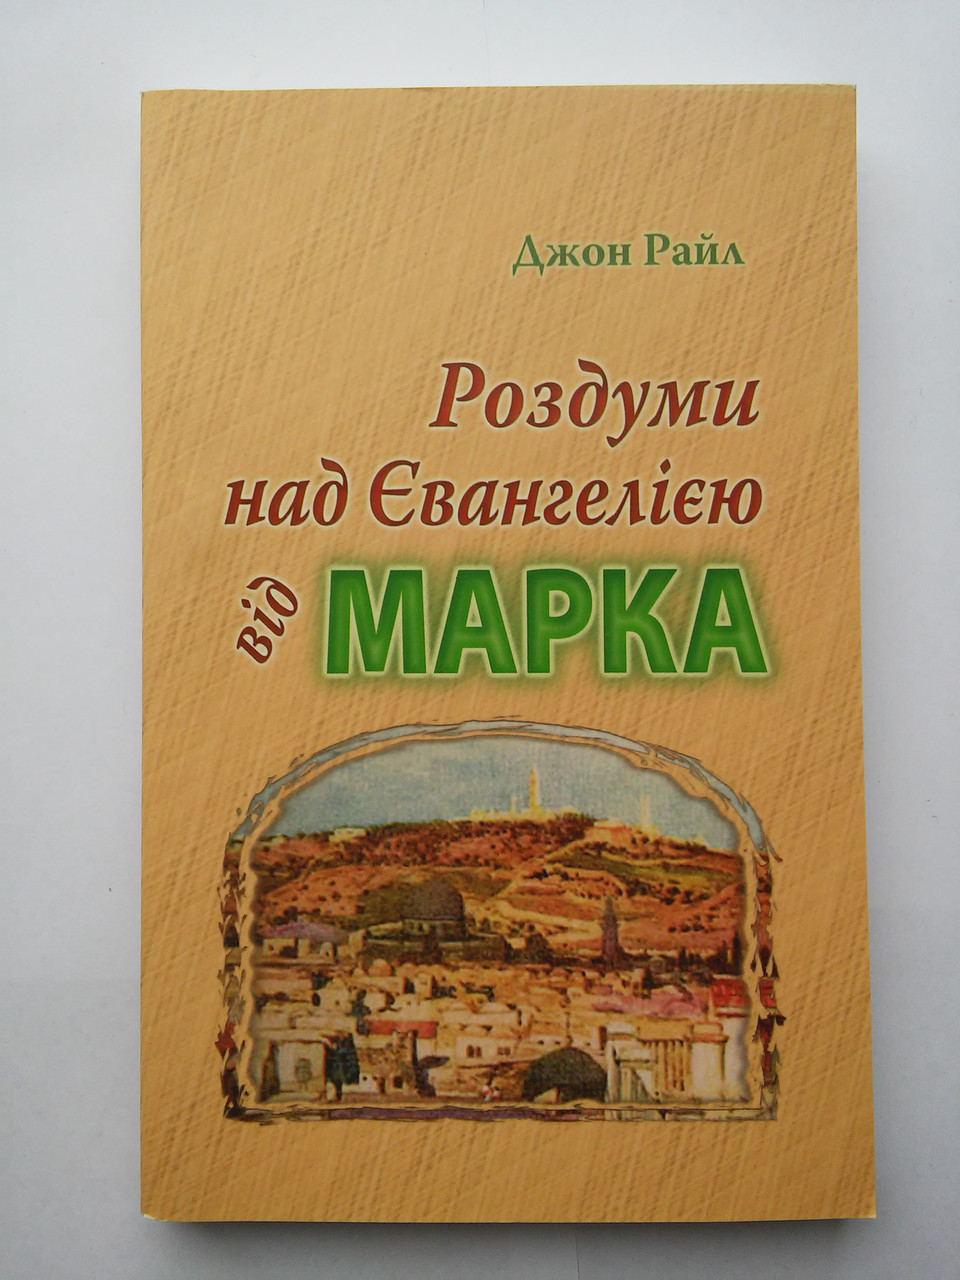 Джон Райл
Роздуми
над Євангелією
від МАРКА